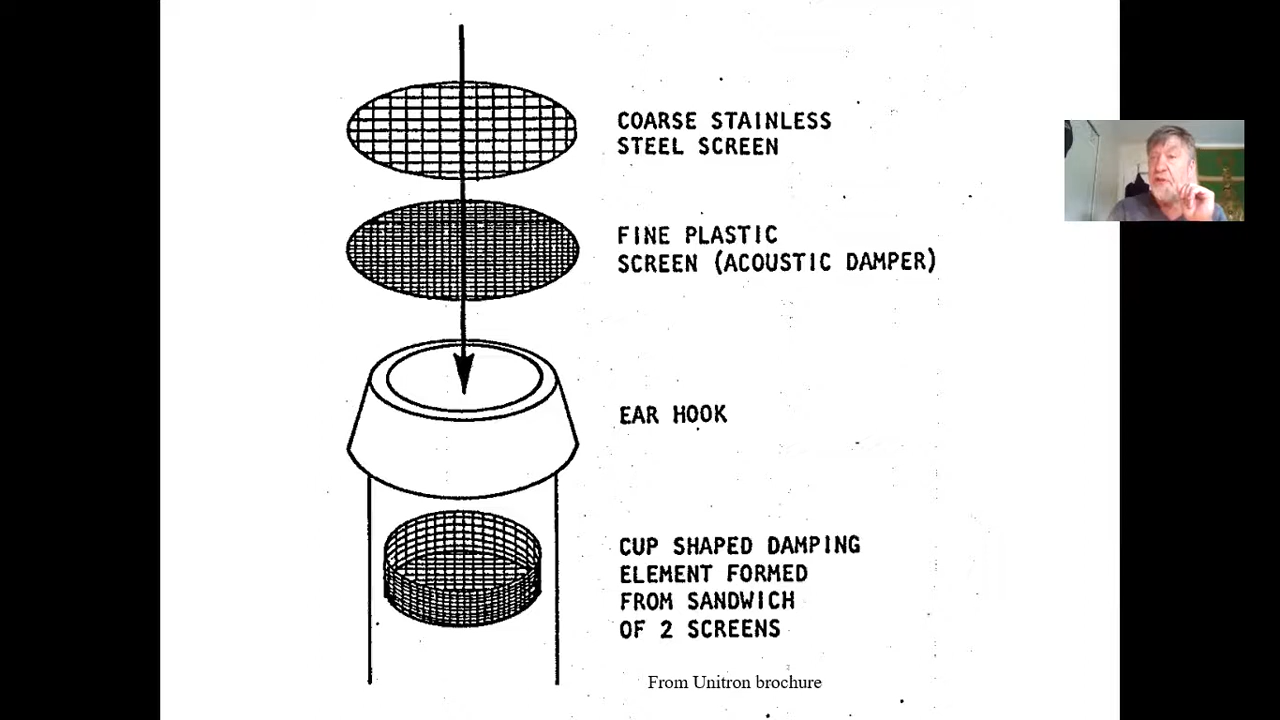 COARSE STAINLESS
STEEL SCREEN
FINE PLASTIC
SCREEN (ACOUSTIC DAMPER)
EAR HOOK
CUP SHAPED DAMPING
ELEMENT FORMED
FROM SANDWICH
OF 2 SCREENS
From Unitron brochure